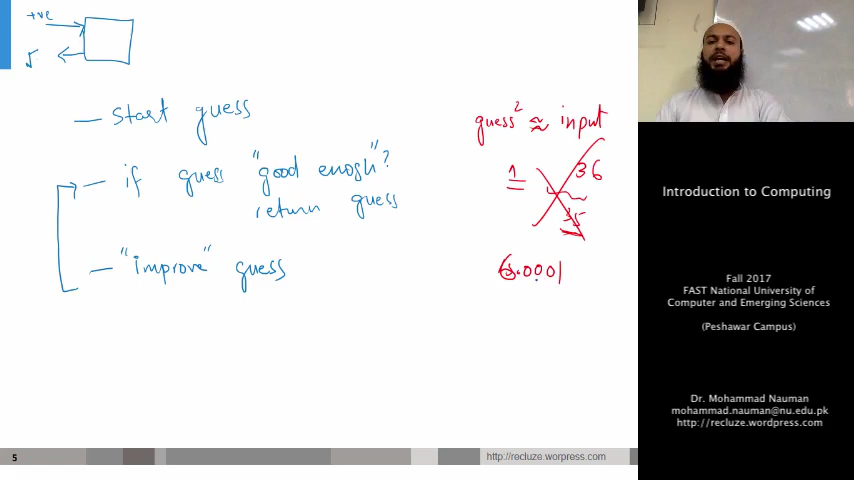 +ve
√
— start guess
— if guess "good enogh"?
return guess
— "improve" guess
guess² ≈ input
1 36
35
.0001
5
http://recluze.worpress.com
Introduction to Computing
Fall 2017
FAST National University of
Computer and Emerging Sciences
(Peshawar Campus)
Dr. Mohammad Nauman
mohammad.nauman@nu.edu.pk
http://recluze.wordpress.com